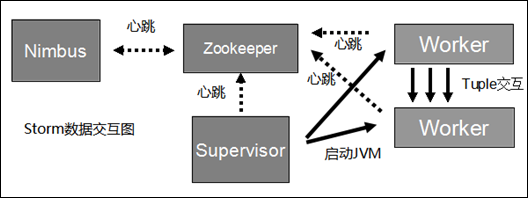 心跳
心跳
Nimbus
Zookeeper
Worker
心跳
心跳
Tuple交互
Storm数据交互图
Supervisor
Worker
启动JVM